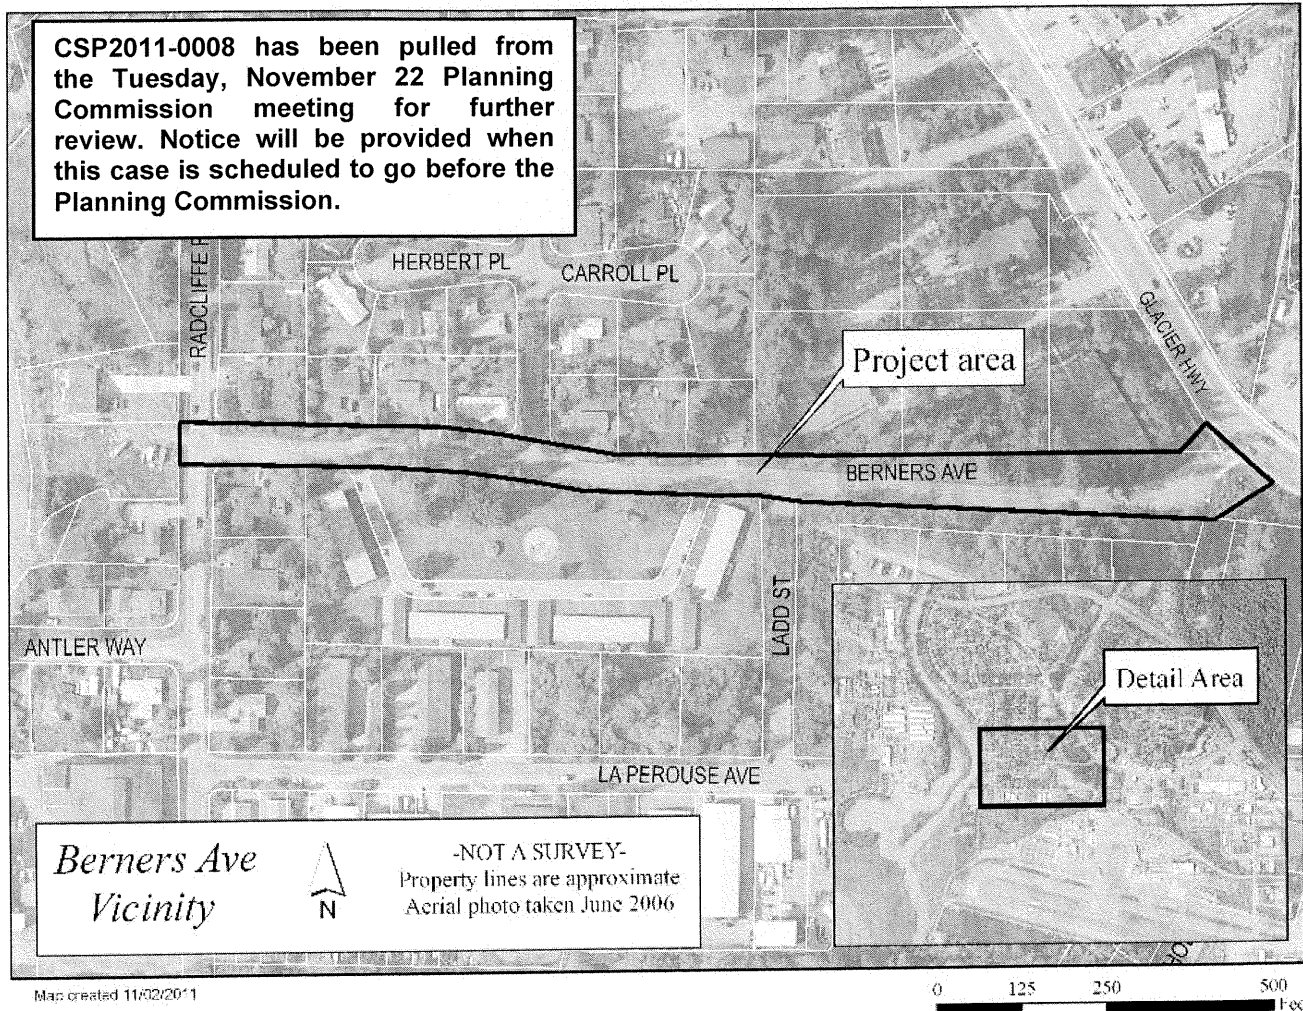 CSP2011-0008 has been pulled from
the Tuesday, November 22 Planning
Commission meeting for further
review. Notice will be provided when
this case is scheduled to go before the
Planning Commission.
RADCLIFFE
HERBERT PL
CARROLL PL
GLACIER HWY
Project area
BERNERS AVE
LADD ST
ANTLER WAY
Detail Area
LA PEROUSE AVE
Berners Ave
Vicinity
N
-NOT A SURVEY-
Property lines are approximate
Aerial photo taken June 2006
Map created 11/02/2011
0 125 250 500